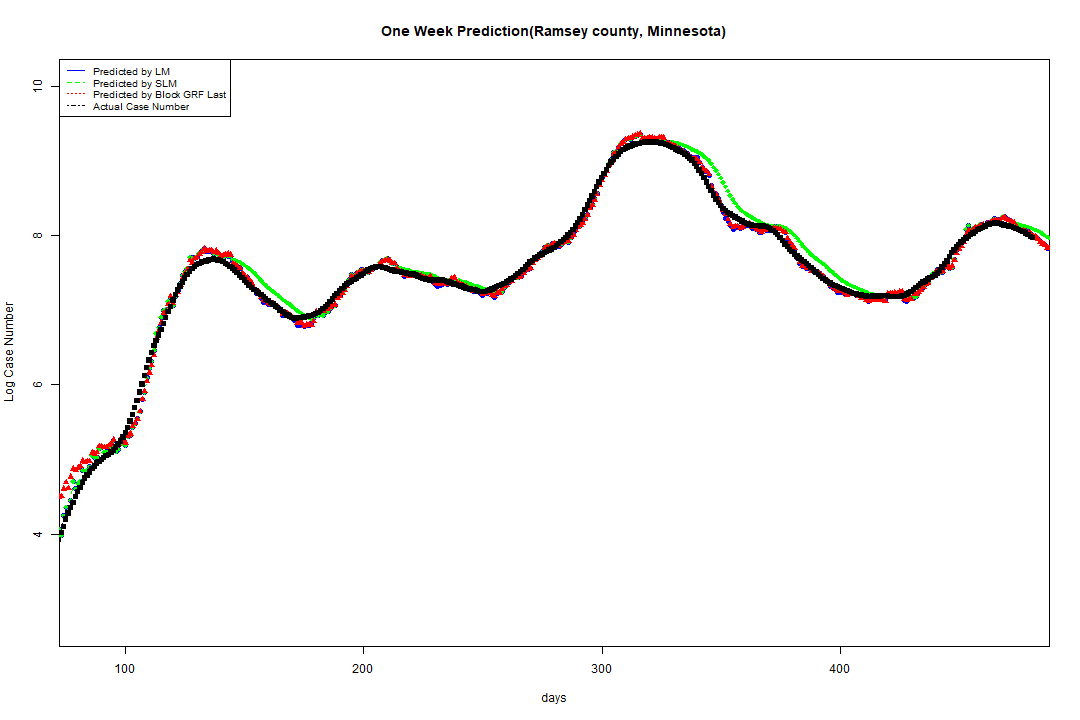 One Week Prediction(Ramsey county, Minnesota)
10
Predicted by LM
Predicted by SLM
Predicted by Block GRF Last
Actual Case Number
8
6
4
Log Case Number
100 200 300 400
days